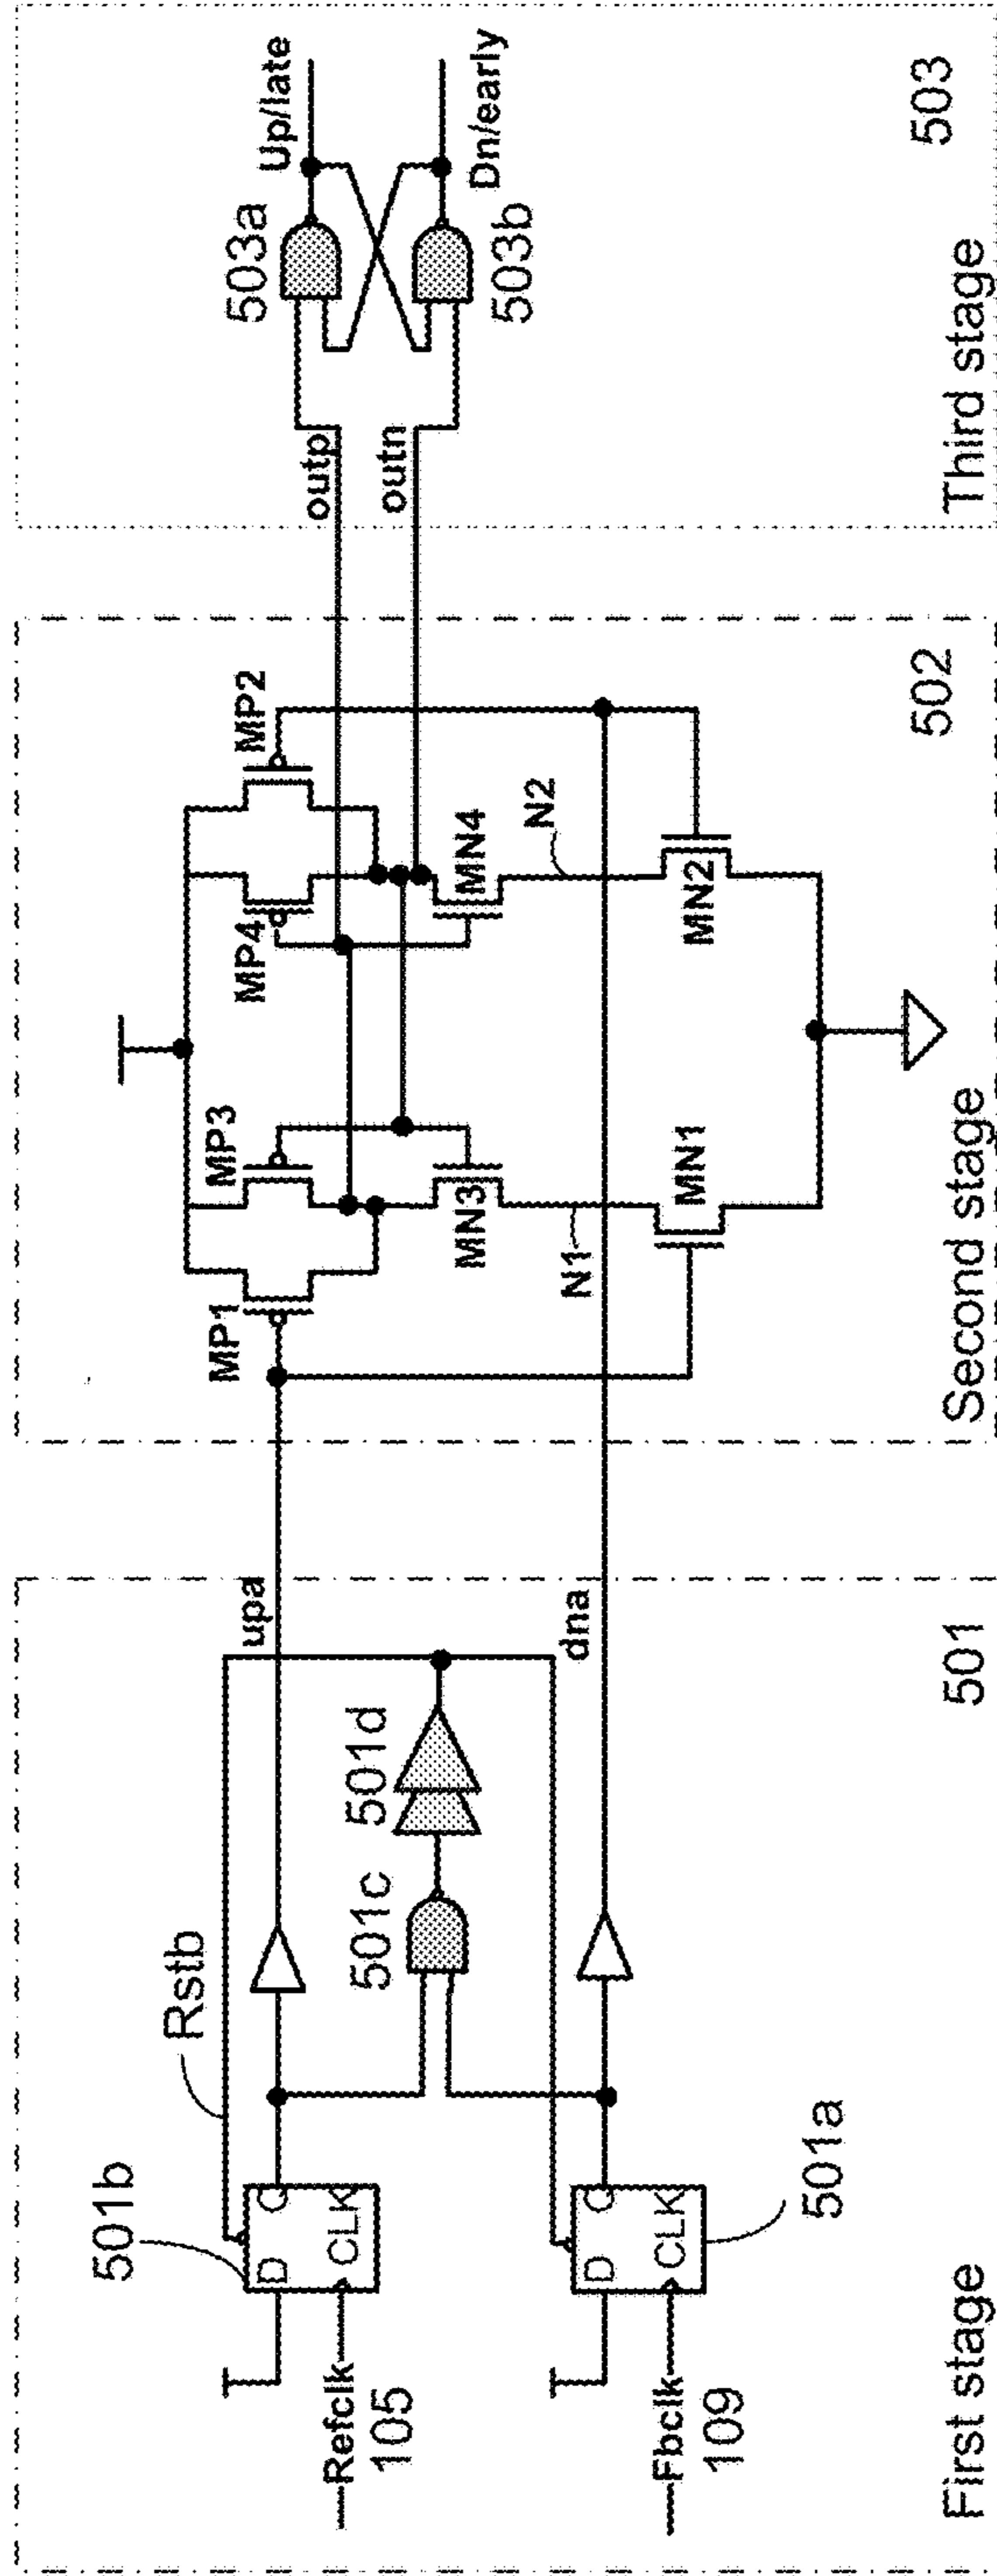 First stage
501
501b
Rstb
D
Q
CLK
Refclk
105
upa
501c
501d
dna
D
Q
CLK
Fbclk
109
501a
Second stage
502
MP1
MP3
MP4
MP2
MN3
MN4
N1
N2
MN1
MN2
Third stage
503
outp
outn
503a
503b
Up/late
Dn/early